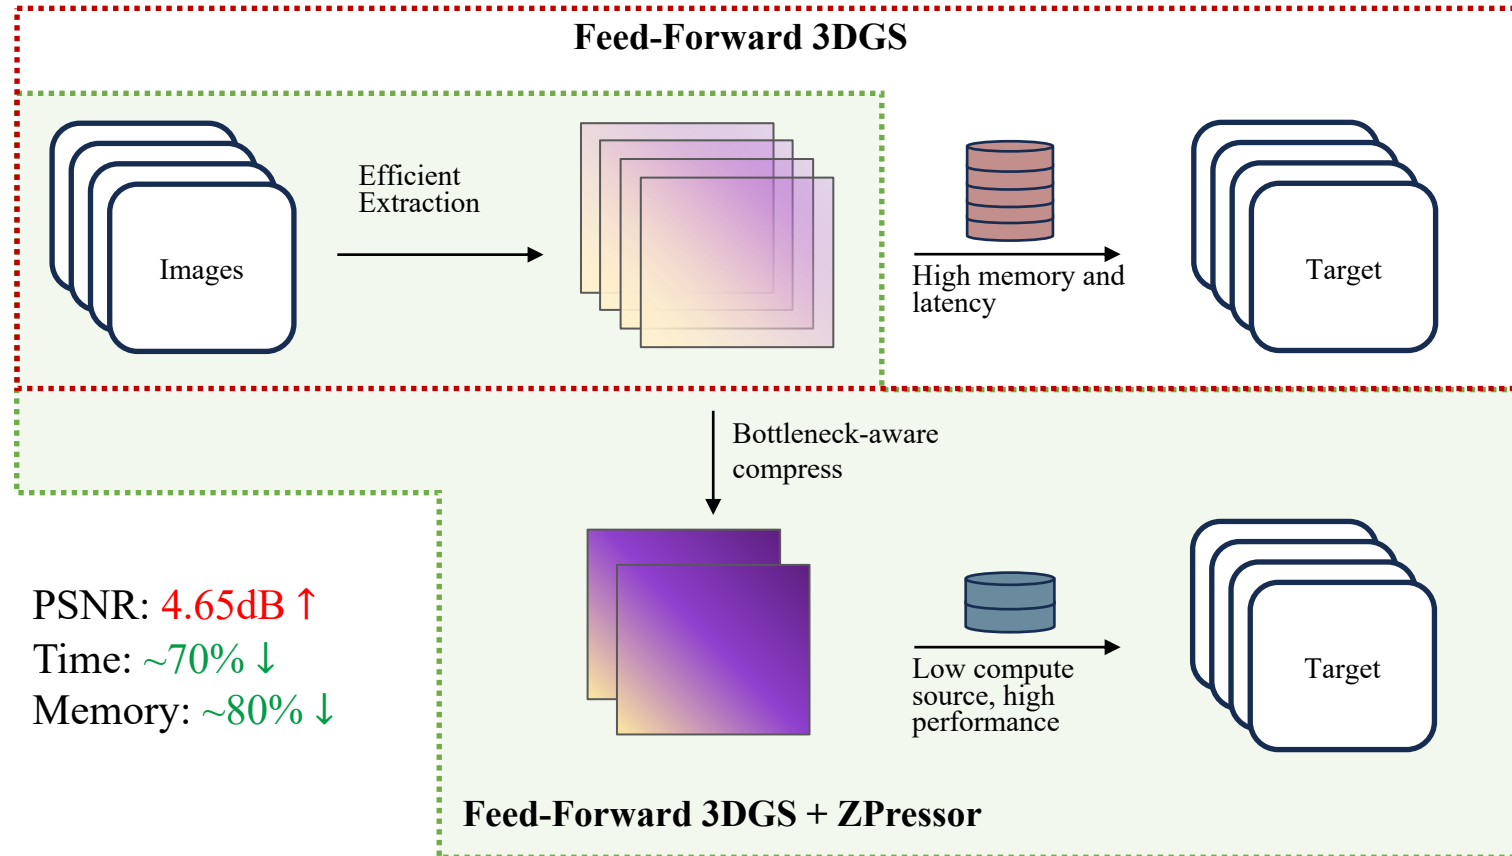 Feed-Forward 3DGS
Images
Efficient
Extraction
High memory and
latency
Target
Bottleneck-aware
compress
PSNR: 4.65dB ↑
Time: ~70% ↓
Memory: ~80% ↓
Low compute
source, high
performance
Target
Feed-Forward 3DGS + ZPressor